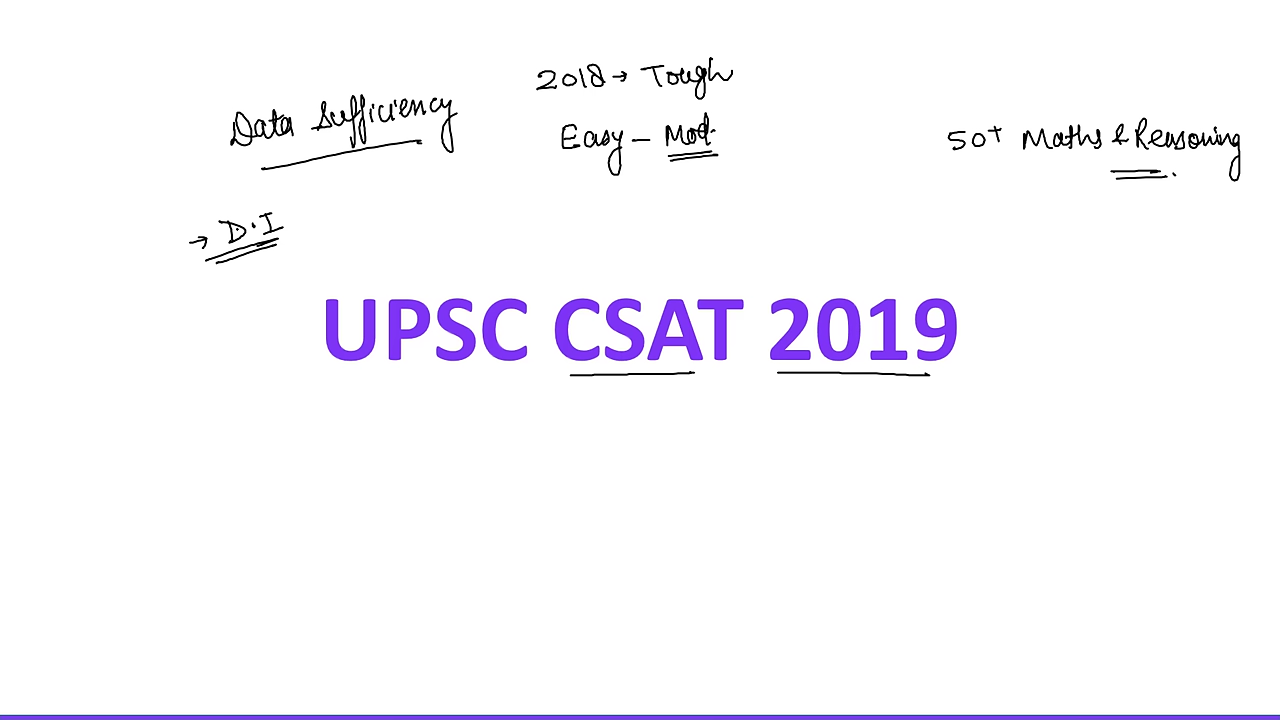 2018 → Tough
Data Sufficiency
Easy – Mod.
50+ Maths & Reasoning
→ D.I
UPSC CSAT 2019